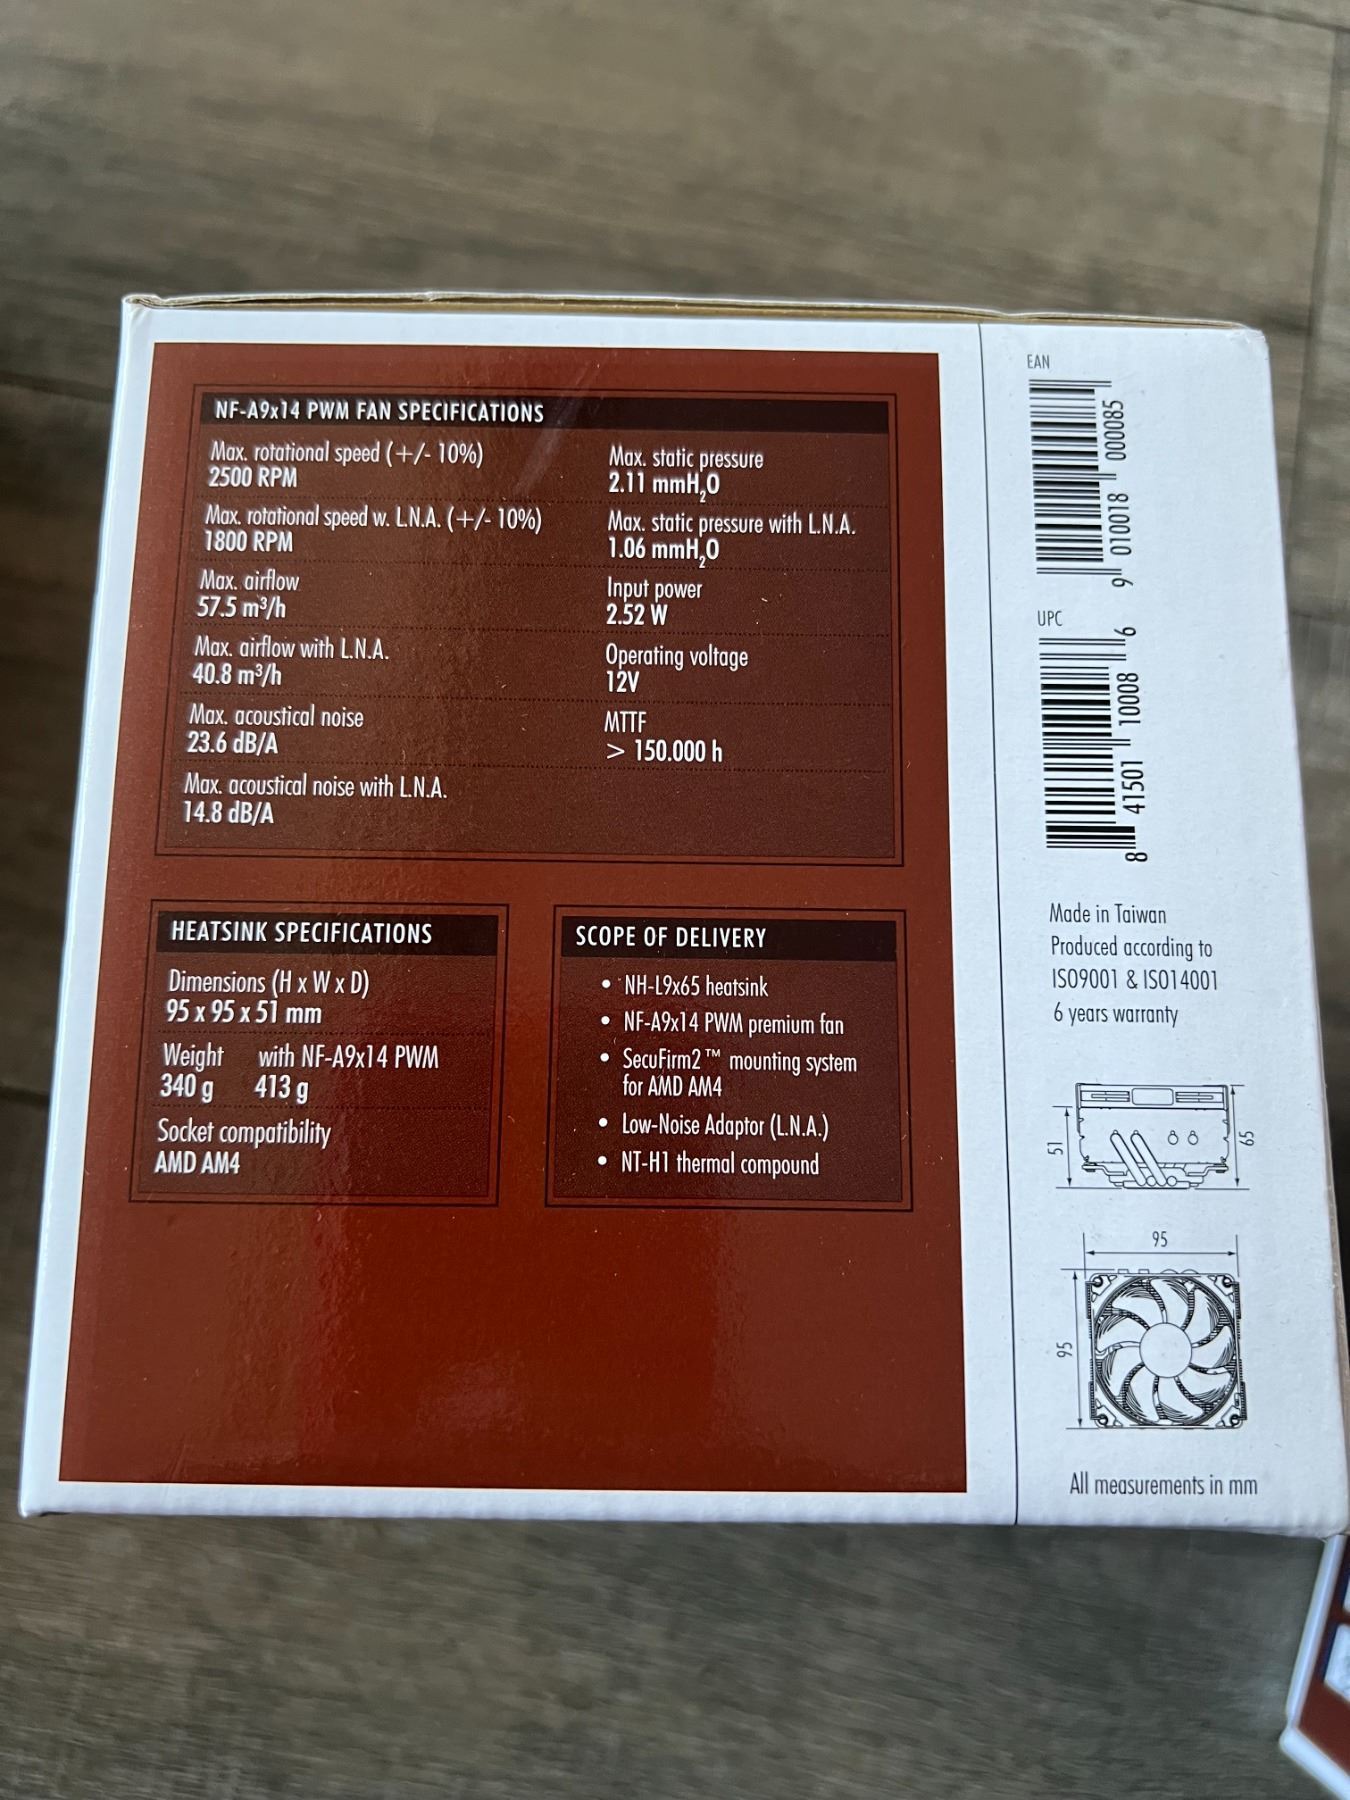 NF-A9x14 PWM FAN SPECIFICATIONS
Max. rotational speed (+/- 10%)
2500 RPM
Max. rotational speed w. L.N.A. (+/- 10%)
1800 RPM
Max. airflow
57.5 m³/h
Max. airflow with L.N.A.
40.8 m³/h
Max. acoustical noise
23.6 dB/A
Max. acoustical noise with L.N.A.
14.8 dB/A
Max. static pressure
2.11 mmH₂O
Max. static pressure with L.N.A.
1.06 mmH₂O
Input power
2.52 W
Operating voltage
12V
MTTF
> 150.000 h
HEATSINK SPECIFICATIONS
Dimensions (H x W x D)
95 x 95 x 51 mm
Weight with NF-A9x14 PWM
340 g 413 g
Socket compatibility
AMD AM4
SCOPE OF DELIVERY
• NH-L9x65 heatsink
• NF-A9x14 PWM premium fan
• SecuFirm2™ mounting system
for AMD AM4
• Low-Noise Adaptor (L.N.A.)
• NT-H1 thermal compound
EAN
9 010018 000085
UPC
8 41501 10008 6
Made in Taiwan
Produced according to
ISO9001 & ISO14001
6 years warranty
51
65
95
95
All measurements in mm